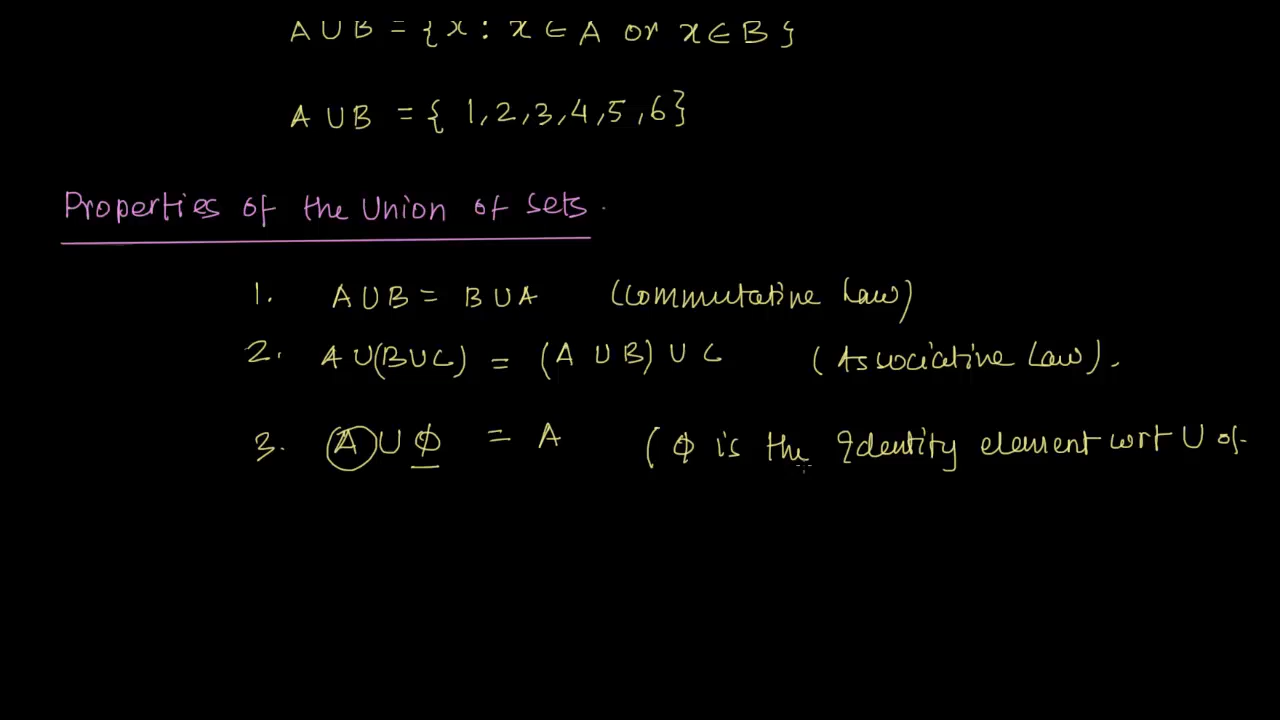 A ∪ B = { x : x ∈ A or x ∈ B }
A ∪ B = { 1, 2, 3, 4, 5, 6 }
Properties of the Union of Sets.
1. A ∪ B = B ∪ A (Commutative Law)
2. A ∪ (B ∪ C) = (A ∪ B) ∪ C (Associative Law).
3. A ∪ ϕ = A (ϕ is the Identity element wrt ∪ of